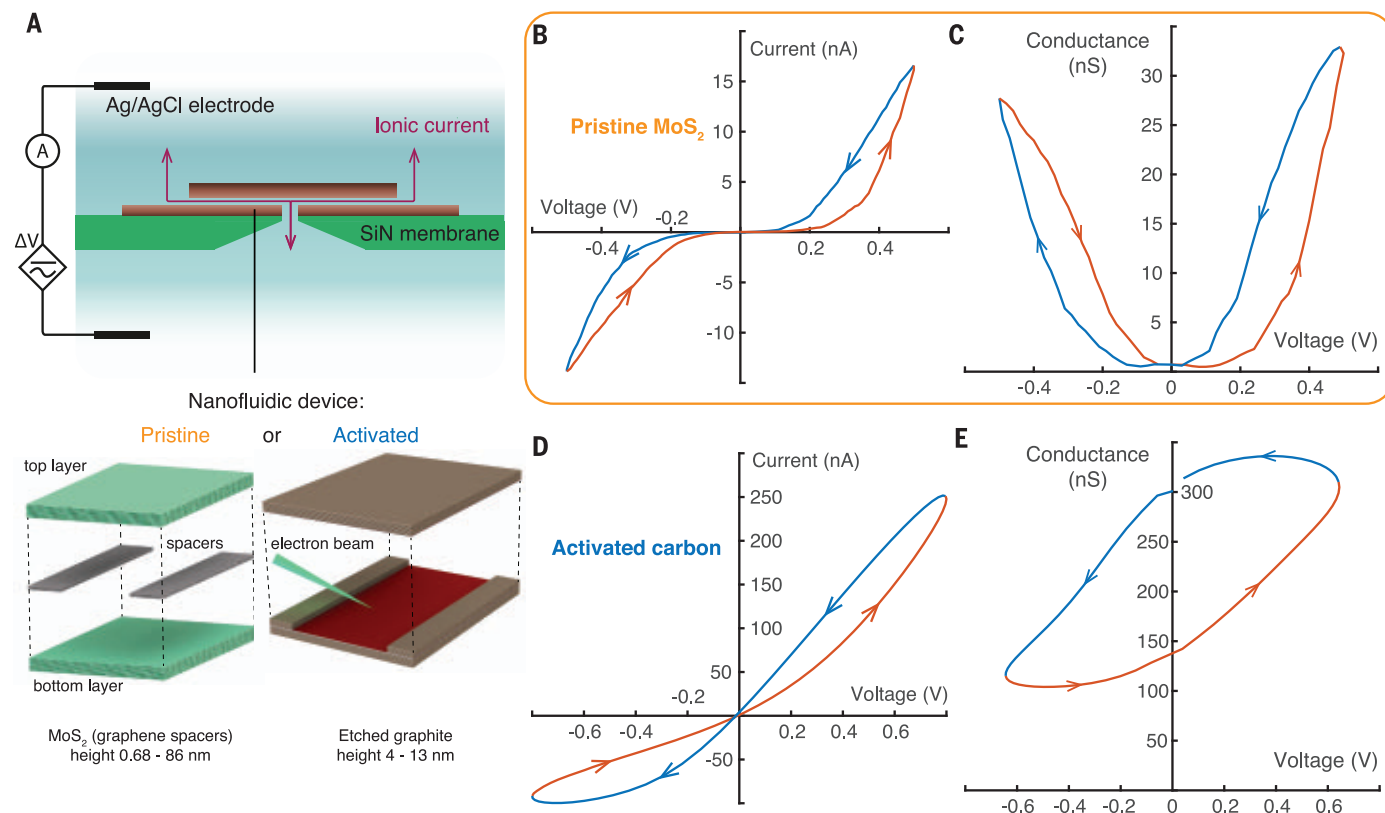 A
Ag/AgCl electrode
Ionic current
A
ΔV
SiN membrane
Nanofluidic device:
Pristine or Activated
top layer
spacers
electron beam
bottom layer
MoS₂ (graphene spacers)
height 0.68 - 86 nm
Etched graphite
height 4 - 13 nm
B
Current (nA)
Pristine MoS₂
15
10
5
Voltage (V)
-0.4
-0.2
0.2
0.4
-5
-10
C
Conductance
(nS)
30
25
20
15
10
5
Voltage (V)
-0.4
-0.2
0
0.2
0.4
D
Current (nA)
Activated carbon
250
200
150
100
50
-0.2
Voltage (V)
-0.6
-0.4
0.2
0.4
0.6
-50
E
Conductance
(nS)
300
250
200
150
100
50
Voltage (V)
-0.6
-0.4
-0.2
0
0.2
0.4
0.6